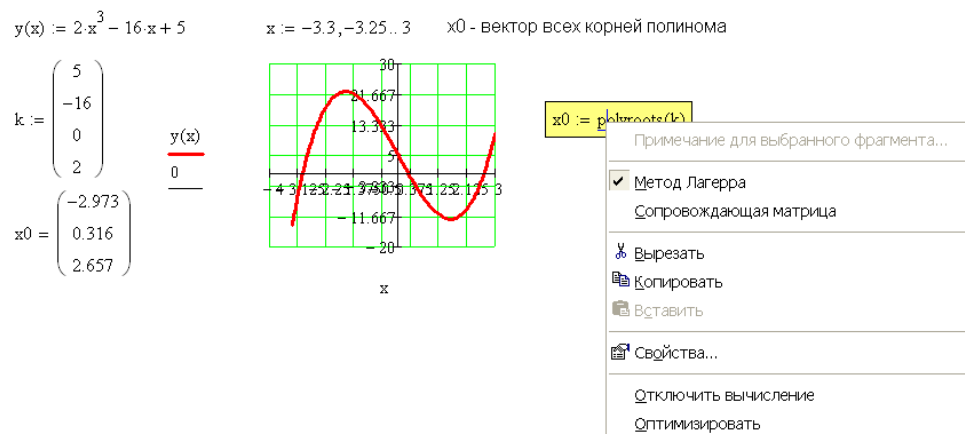 y(x) := 2·x³ − 16·x + 5
x := −3.3, −3.25.. 3
x0 - вектор всех корней полинома
k := (5 −16 0 2)
y(x)
0
30
21.667
13.333
5
−11.667
−20
x
x0 = (−2.973 0.316 2.657)
x0 := polyroots(k)
Примечание для выбранного фрагмента...
Метод Лагерра
Сопровождающая матрица
Вырезать
Копировать
Вставить
Свойства...
Отключить вычисление
Оптимизировать